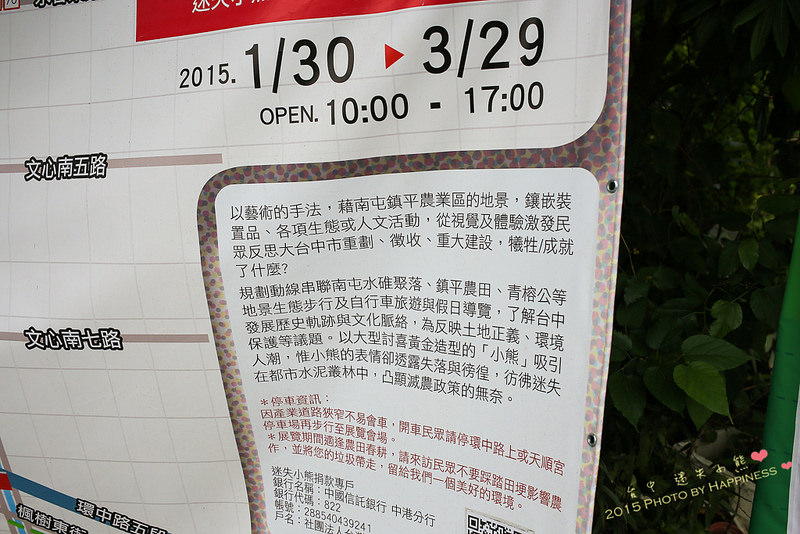 迷失小熊
2015. 1/30 ▶ 3/29
OPEN. 10:00 - 17:00
文心南五路
以藝術的手法，藉南屯鎮平農業區的地景，鑲嵌裝
置品、各項生態或人文活動，從視覺及體驗激發民
眾反思大台中市重劃、徵收、重大建設，犧牲/成就
了什麼?
規劃動線串聯南屯水碓聚落、鎮平農田、青榕公等
地景生態步行及自行車旅遊與假日導覽，了解台中
發展歷史軌跡與文化脈絡，為反映土地正義、環境
保護等議題。以大型討喜黃金造型的「小熊」吸引
人潮，惟小熊的表情卻透露失落與徬徨，彷彿迷失
在都市水泥叢林中，凸顯滅農政策的無奈。
文心南七路
＊停車資訊：
因產業道路狹窄不易會車，開車民眾請停環中路上或天順宮
停車場再步行至展覽會場。
＊展覽期間適逢農田春耕，請來訪民眾不要踩踏田埂影響農
作，並將您的垃圾帶走，留給我們一個美好的環境。
迷失小熊捐款專戶
銀行名稱：中國信託銀行 中港分行
銀行代碼：822
帳號：288540439241
戶名：社團法人台
環中路五段
楓樹東街
台中 迷失小熊
2015 PHOTO BY HAPPINESS